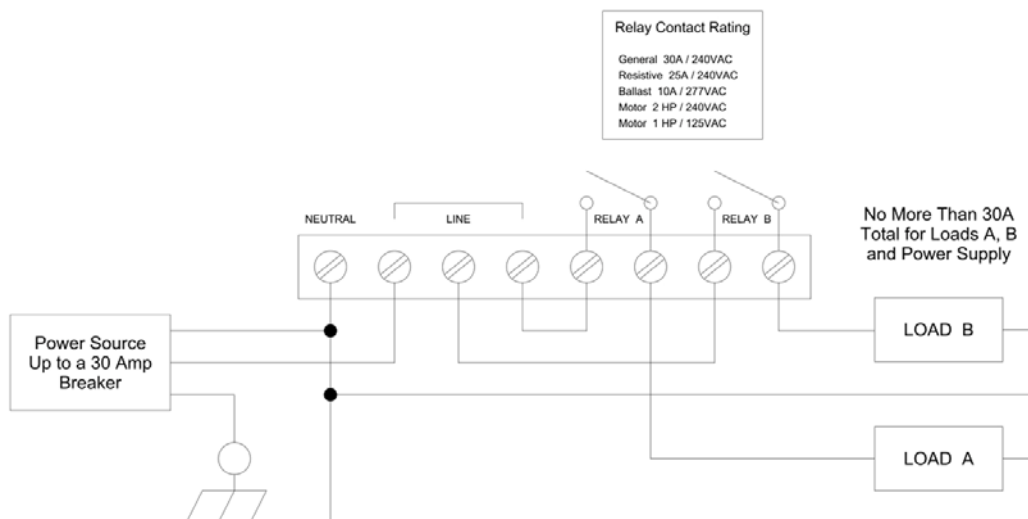 Relay Contact Rating
General 30A / 240VAC
Resistive 25A / 240VAC
Ballast 10A / 277VAC
Motor 2 HP / 240VAC
Motor 1 HP / 125VAC
NEUTRAL
LINE
RELAY A
RELAY B
No More Than 30A
Total for Loads A, B
and Power Supply
Power Source
Up to a 30 Amp
Breaker
LOAD B
LOAD A